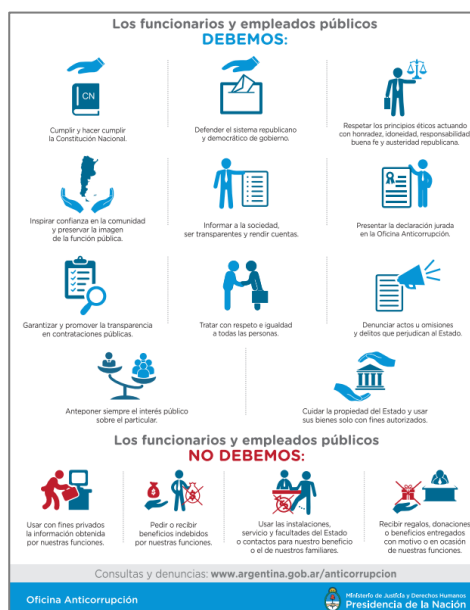 Los funcionarios y empleados públicos
DEBEMOS:
CN
Cumplir y hacer cumplir
la Constitución Nacional.
Defender el sistema republicano
y democrático de gobierno.
Respetar los principios éticos actuando
con honradez, idoneidad, responsabilidad,
buena fe y austeridad republicana.
Inspirar confianza en la comunidad
y preservar la imagen
de la función pública.
Informar a la sociedad,
ser transparentes y rendir cuentas.
Presentar la declaración jurada
en la Oficina Anticorrupción.
Garantizar y promover la transparencia
en contrataciones públicas.
Tratar con respeto e igualdad
a todas las personas.
Denunciar actos u omisiones
y delitos que perjudican al Estado.
Anteponer siempre el interés público
sobre el particular.
Cuidar la propiedad del Estado y usar
sus bienes solo con fines autorizados.
Los funcionarios y empleados públicos
NO DEBEMOS:
Usar con fines privados
la información obtenida
por nuestras funciones.
Pedir o recibir
beneficios indebidos
por nuestras funciones.
Usar las instalaciones,
servicio y facultades del Estado
o contactos para nuestro beneficio
o el de nuestros familiares.
Recibir regalos, donaciones
o beneficios entregados
con motivo o en ocasión
de nuestras funciones.
Consultas y denuncias: www.argentina.gob.ar/anticorrupcion
Oficina Anticorrupción
Ministerio de Justicia y Derechos Humanos
Presidencia de la Nación